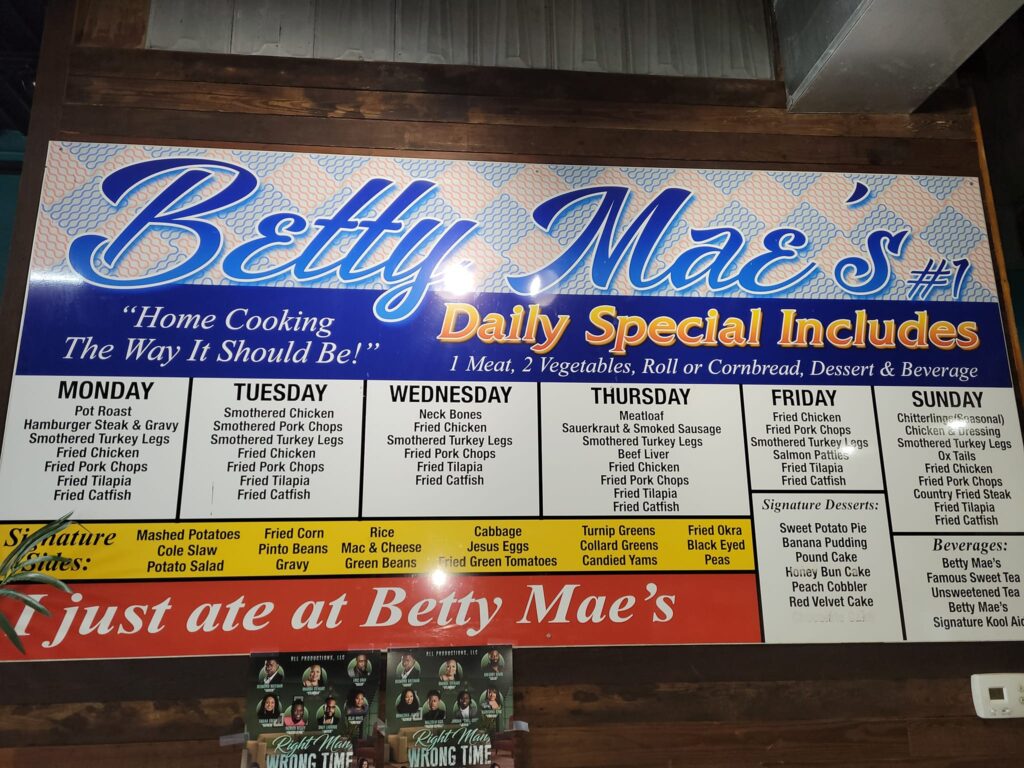 Betty Mae's #1
"Home Cooking
The Way It Should Be!"
Daily Special Includes
1 Meat, 2 Vegetables, Roll or Cornbread, Dessert & Beverage
MONDAY
Pot Roast
Hamburger Steak & Gravy
Smothered Turkey Legs
Fried Chicken
Fried Pork Chops
Fried Tilapia
Fried Catfish
TUESDAY
Smothered Chicken
Smothered Pork Chops
Smothered Turkey Legs
Fried Chicken
Fried Pork Chops
Fried Tilapia
Fried Catfish
WEDNESDAY
Neck Bones
Fried Chicken
Smothered Turkey Legs
Fried Pork Chops
Fried Tilapia
Fried Catfish
THURSDAY
Meatloaf
Sauerkraut & Smoked Sausage
Smothered Turkey Legs
Beef Liver
Fried Chicken
Fried Pork Chops
Fried Tilapia
Fried Catfish
FRIDAY
Fried Chicken
Fried Pork Chops
Smothered Turkey Legs
Salmon Patties
Fried Tilapia
Fried Catfish
SUNDAY
Chitterlings(Seasonal)
Chicken & Dressing
Smothered Turkey Legs
Ox Tails
Fried Chicken
Fried Pork Chops
Country Fried Steak
Fried Tilapia
Fried Catfish
Signature
Sides:
Mashed Potatoes
Cole Slaw
Potato Salad
Fried Corn
Pinto Beans
Gravy
Rice
Mac & Cheese
Green Beans
Cabbage
Jesus Eggs
Fried Green Tomatoes
Turnip Greens
Collard Greens
Candied Yams
Fried Okra
Black Eyed
Peas
Signature Desserts:
Sweet Potato Pie
Banana Pudding
Pound Cake
Honey Bun Cake
Peach Cobbler
Red Velvet Cake
Beverages:
Betty Mae's
Famous Sweet Tea
Unsweetened Tea
Betty Mae's
Signature Kool Aid
I just ate at Betty Mae's
RLL PRODUCTIONS, LLC
Right Man,
WRONG TIME
RLL PRODUCTIONS, LLC
Right Man,
WRONG TIME